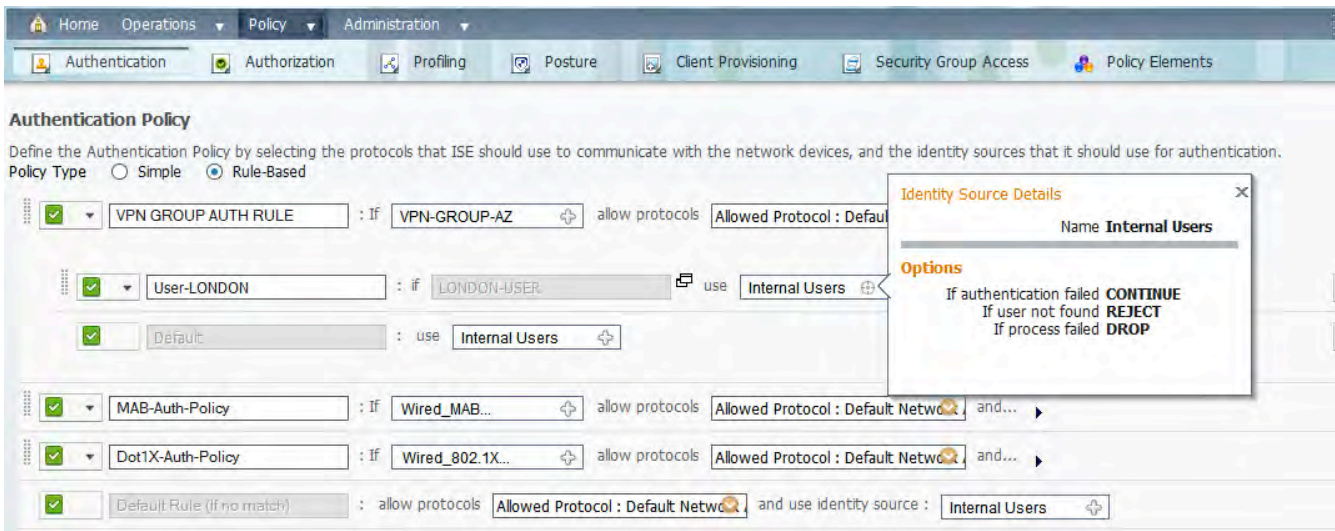 Home Operations Policy Administration
Authentication Authorization Profiling Posture Client Provisioning Security Group Access Policy Elements
Authentication Policy
Define the Authentication Policy by selecting the protocols that ISE should use to communicate with the network devices, and the identity sources that it should use for authentication.
Policy Type Simple Rule-Based
VPN GROUP AUTH RULE : If VPN-GROUP-AZ allow protocols Allowed Protocol : Defaul
User-LONDON : if LONDON-USER use Internal Users
Default : use Internal Users
Identity Source Details
Name Internal Users
Options
If authentication failed CONTINUE
If user not found REJECT
If process failed DROP
MAB-Auth-Policy : If Wired_MAB... allow protocols Allowed Protocol : Default Netwo and...
Dot1X-Auth-Policy : If Wired_802.1X... allow protocols Allowed Protocol : Default Netwo and...
Default Rule (If no match) : allow protocols Allowed Protocol : Default Netwo and use identity source : Internal Users